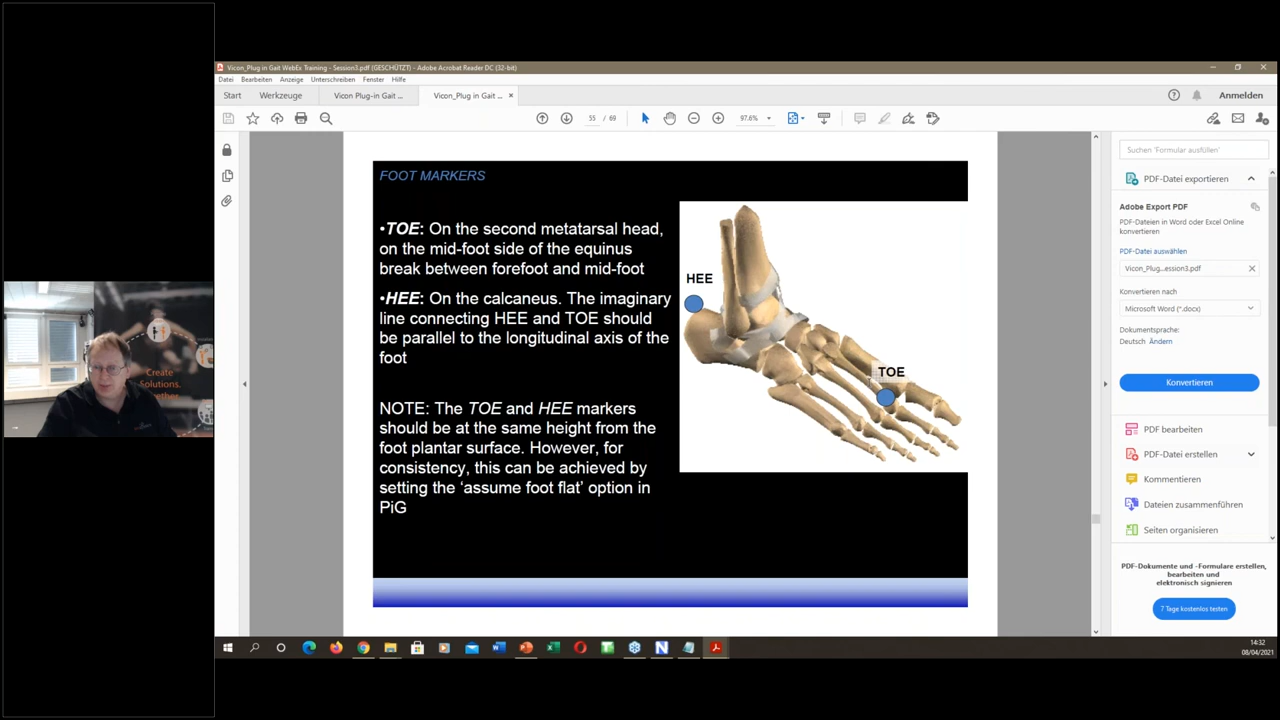 Vicon_Plug in Gait WebEx Training - Session3.pdf (GESCHÜTZT) - Adobe Acrobat Reader DC (32-bit)
Datei Bearbeiten Anzeige Unterschreiben Fenster Hilfe
Start Werkzeuge Vicon Plug-in Gait ... Vicon_Plug in Gait ... × Anmelden
55 / 69 97.6%
Suchen 'Formular ausfüllen'
PDF-Datei exportieren
Adobe Export PDF
PDF-Dateien in Word oder Excel Online
konvertieren
PDF-Datei auswählen
Vicon_Plug...ession3.pdf
Konvertieren nach
Microsoft Word (*.docx)
Dokumentsprache:
Deutsch Ändern
Konvertieren
PDF bearbeiten
PDF-Datei erstellen
Kommentieren
Dateien zusammenführen
Seiten organisieren
PDF-Dokumente und -Formulare erstellen,
bearbeiten und
elektronisch signieren
7 Tage kostenlos testen
FOOT MARKERS
•TOE: On the second metatarsal head,
on the mid-foot side of the equinus
break between forefoot and mid-foot
•HEE: On the calcaneus. The imaginary
line connecting HEE and TOE should
be parallel to the longitudinal axis of the
foot
NOTE: The TOE and HEE markers
should be at the same height from the
foot plantar surface. However, for
consistency, this can be achieved by
setting the 'assume foot flat' option in
PiG
HEE
TOE
Create
Solutions.
14:32
08/04/2021